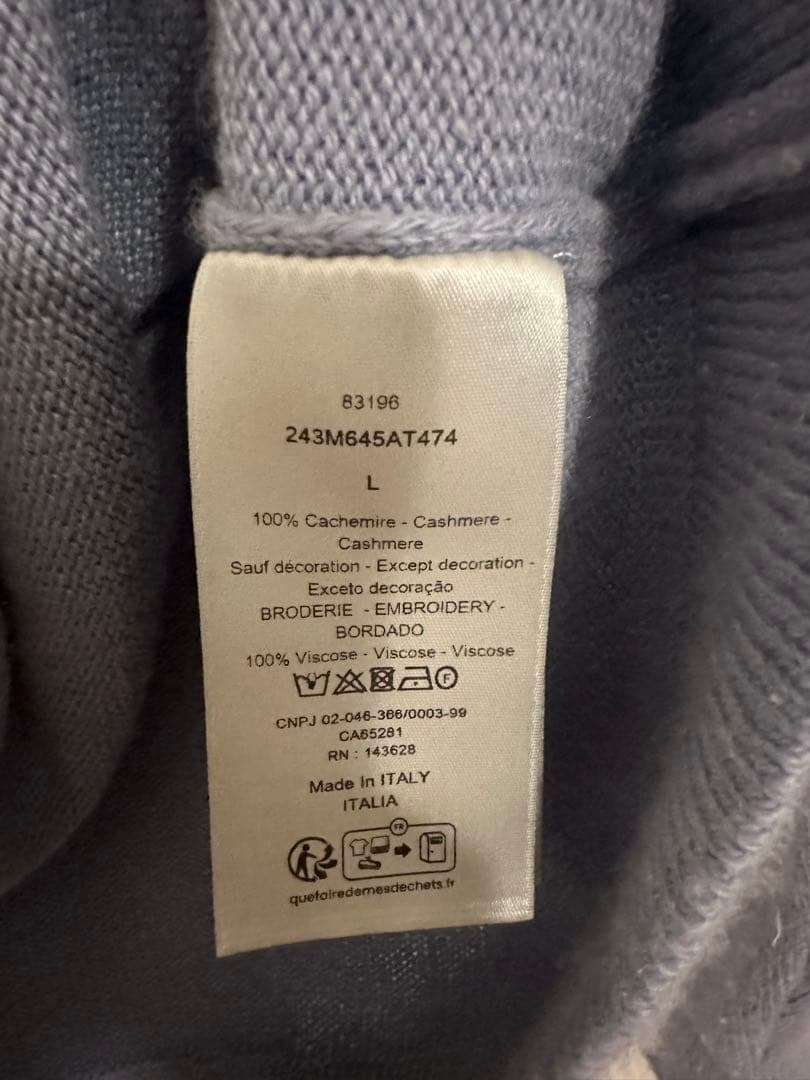 83196
243M645AT474
L
100% Cachemire - Cashmere -
Cashmere
Sauf décoration - Except decoration -
Exceto decoração
BRODERIE - EMBROIDERY -
BORDADO
100% Viscose - Viscose - Viscose
F
CNPJ 02-046-366/0003-99
CA65281
RN : 143628
Made In ITALY
ITALIA
FR
quefairedemesdechets.fr